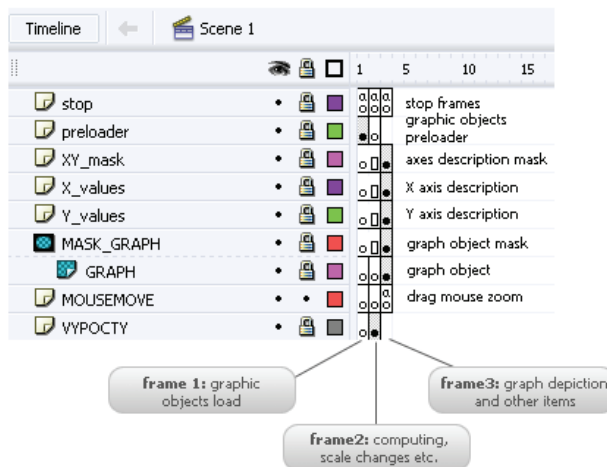 Timeline Scene 1
1 5 10 15
stop a a a stop frames
graphic objects
preloader preloader
XY_mask axes description mask
X_values X axis description
Y_values Y axis description
MASK_GRAPH graph object mask
GRAPH graph object
MOUSEMOVE a drag mouse zoom
VYPOCTY
frame 1: graphic
objects load
frame2: computing,
scale changes etc.
frame3: graph depiction
and other items